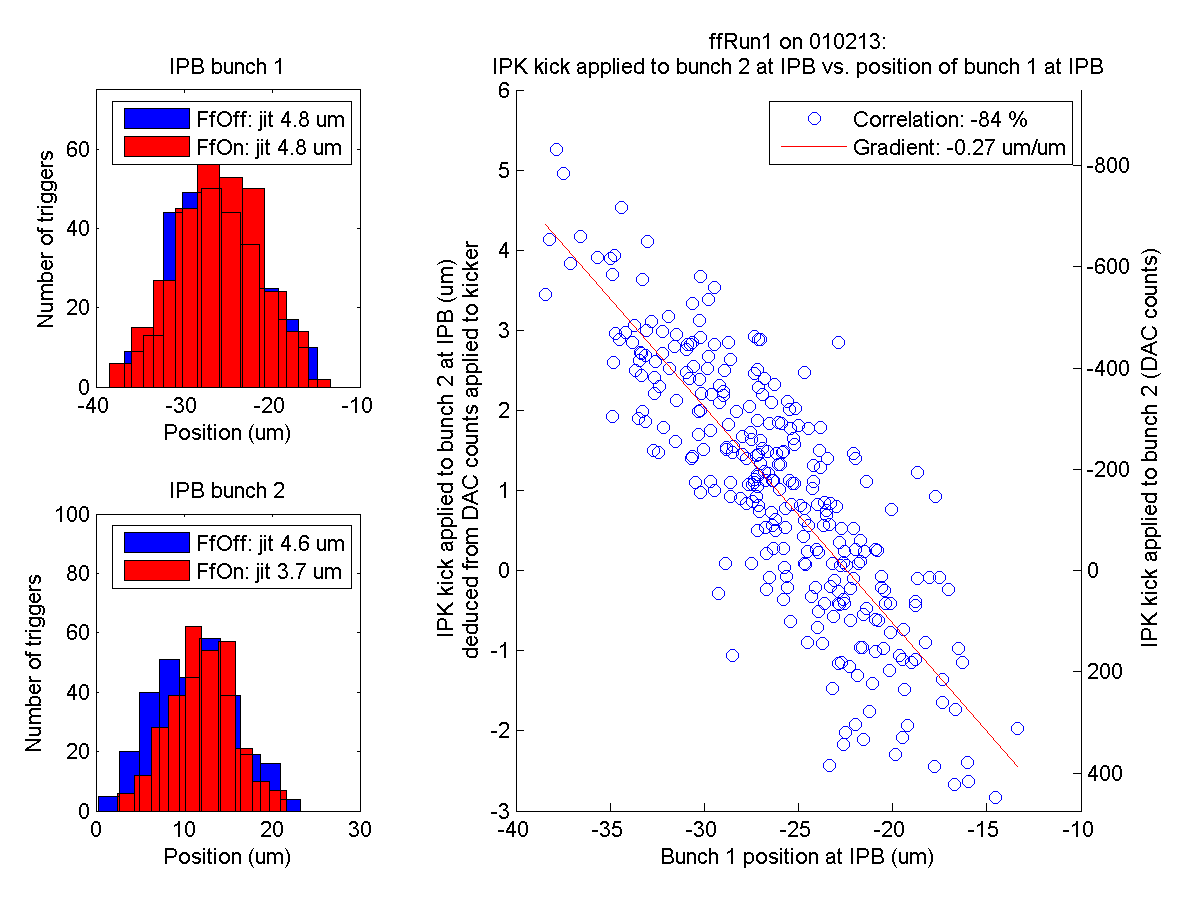 IPB bunch 1
FfOff: jit 4.8 um
FfOn: jit 4.8 um
60
40
20
0
-40
-30
-20
-10
Number of triggers
Position (um)
IPB bunch 2
FfOff: jit 4.6 um
FfOn: jit 3.7 um
100
80
60
40
20
0
0
10
20
30
Number of triggers
Position (um)
ffRun1 on 010213:
IPK kick applied to bunch 2 at IPB vs. position of bunch 1 at IPB
Correlation: -84 %
Gradient: -0.27 um/um
6
5
4
3
2
1
0
-1
-2
-3
IPK kick applied to bunch 2 at IPB (um)
deduced from DAC counts applied to kicker
-40
-35
-30
-25
-20
-15
-10
Bunch 1 position at IPB (um)
-800
-600
-400
-200
0
200
400
IPK kick applied to bunch 2 (DAC counts)